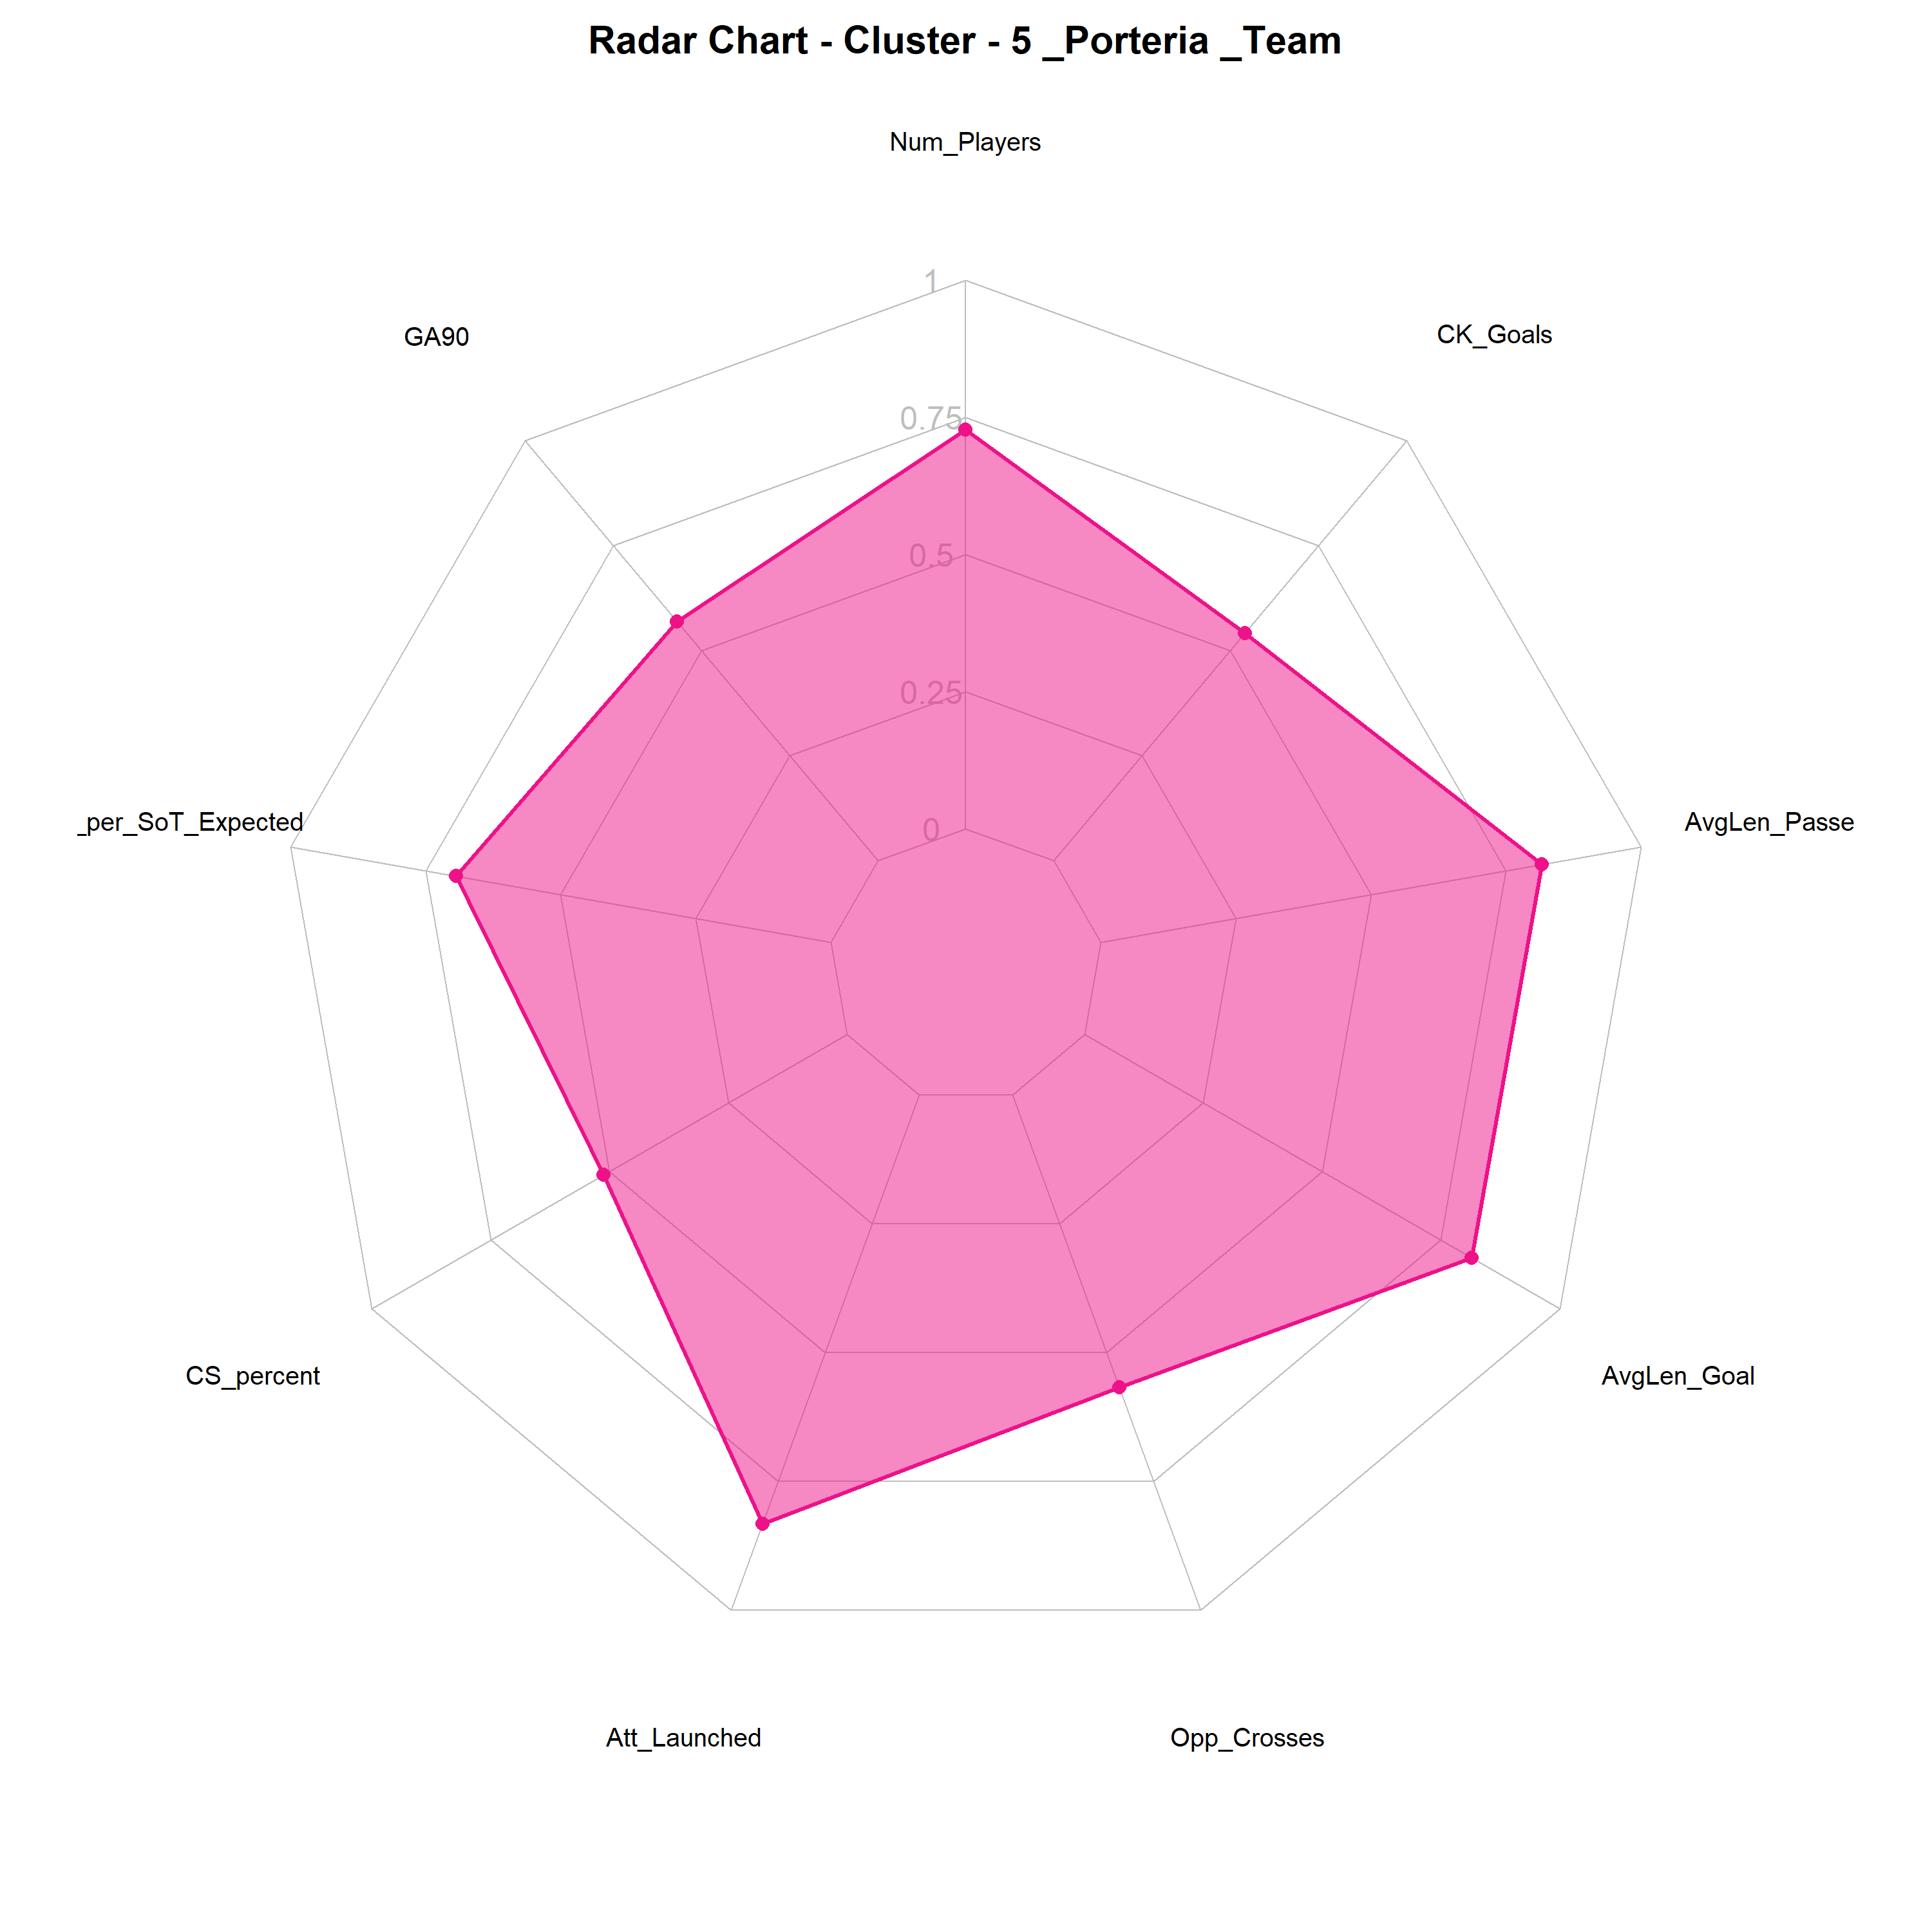 Radar Chart - Cluster - 5 _Porteria _Team
Num_Players
1
CK_Goals
GA90
0.75
0.5
0.25
_per_SoT_Expected
0
AvgLen_Passe
CS_percent
AvgLen_Goal
Att_Launched
Opp_Crosses